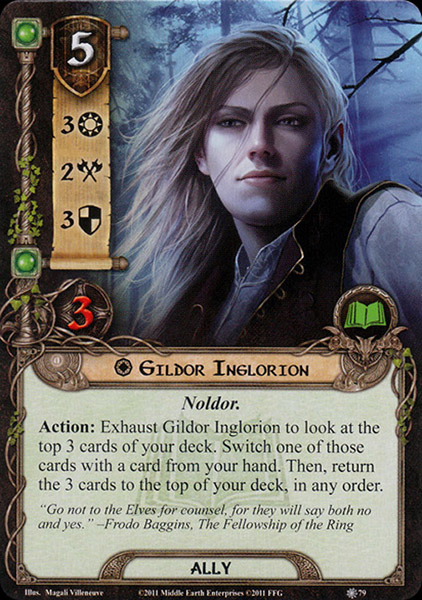 5
3
2
3
3
Gildor Inglorion
Noldor.
Action: Exhaust Gildor Inglorion to look at the
top 3 cards of your deck. Switch one of those
cards with a card from your hand. Then, return
the 3 cards to the top of your deck, in any order.
“Go not to the Elves for counsel, for they will say both no
and yes.” –Frodo Baggins, The Fellowship of the Ring
ALLY
Illus. Magali Villeneuve ©2011 Middle Earth Enterprises ©2011 FFG 79